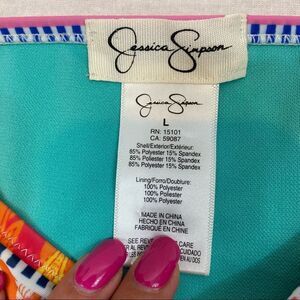 Jessica Simpson
Jessica Simpson
L
RN: 15101
CA: 59087
Shell/Exterior/Extérieur:
85% Polyester 15% Spandex
85% Poliester 15% Spandex
85% Polyester 15% Spandex
Lining/Forro/Doublure:
100% Polyester
100% Poliester
100% Polyester
MADE IN CHINA
HECHO EN CHINA
FABRIQUÉ EN CHINE
SEE CARE
AU DOS